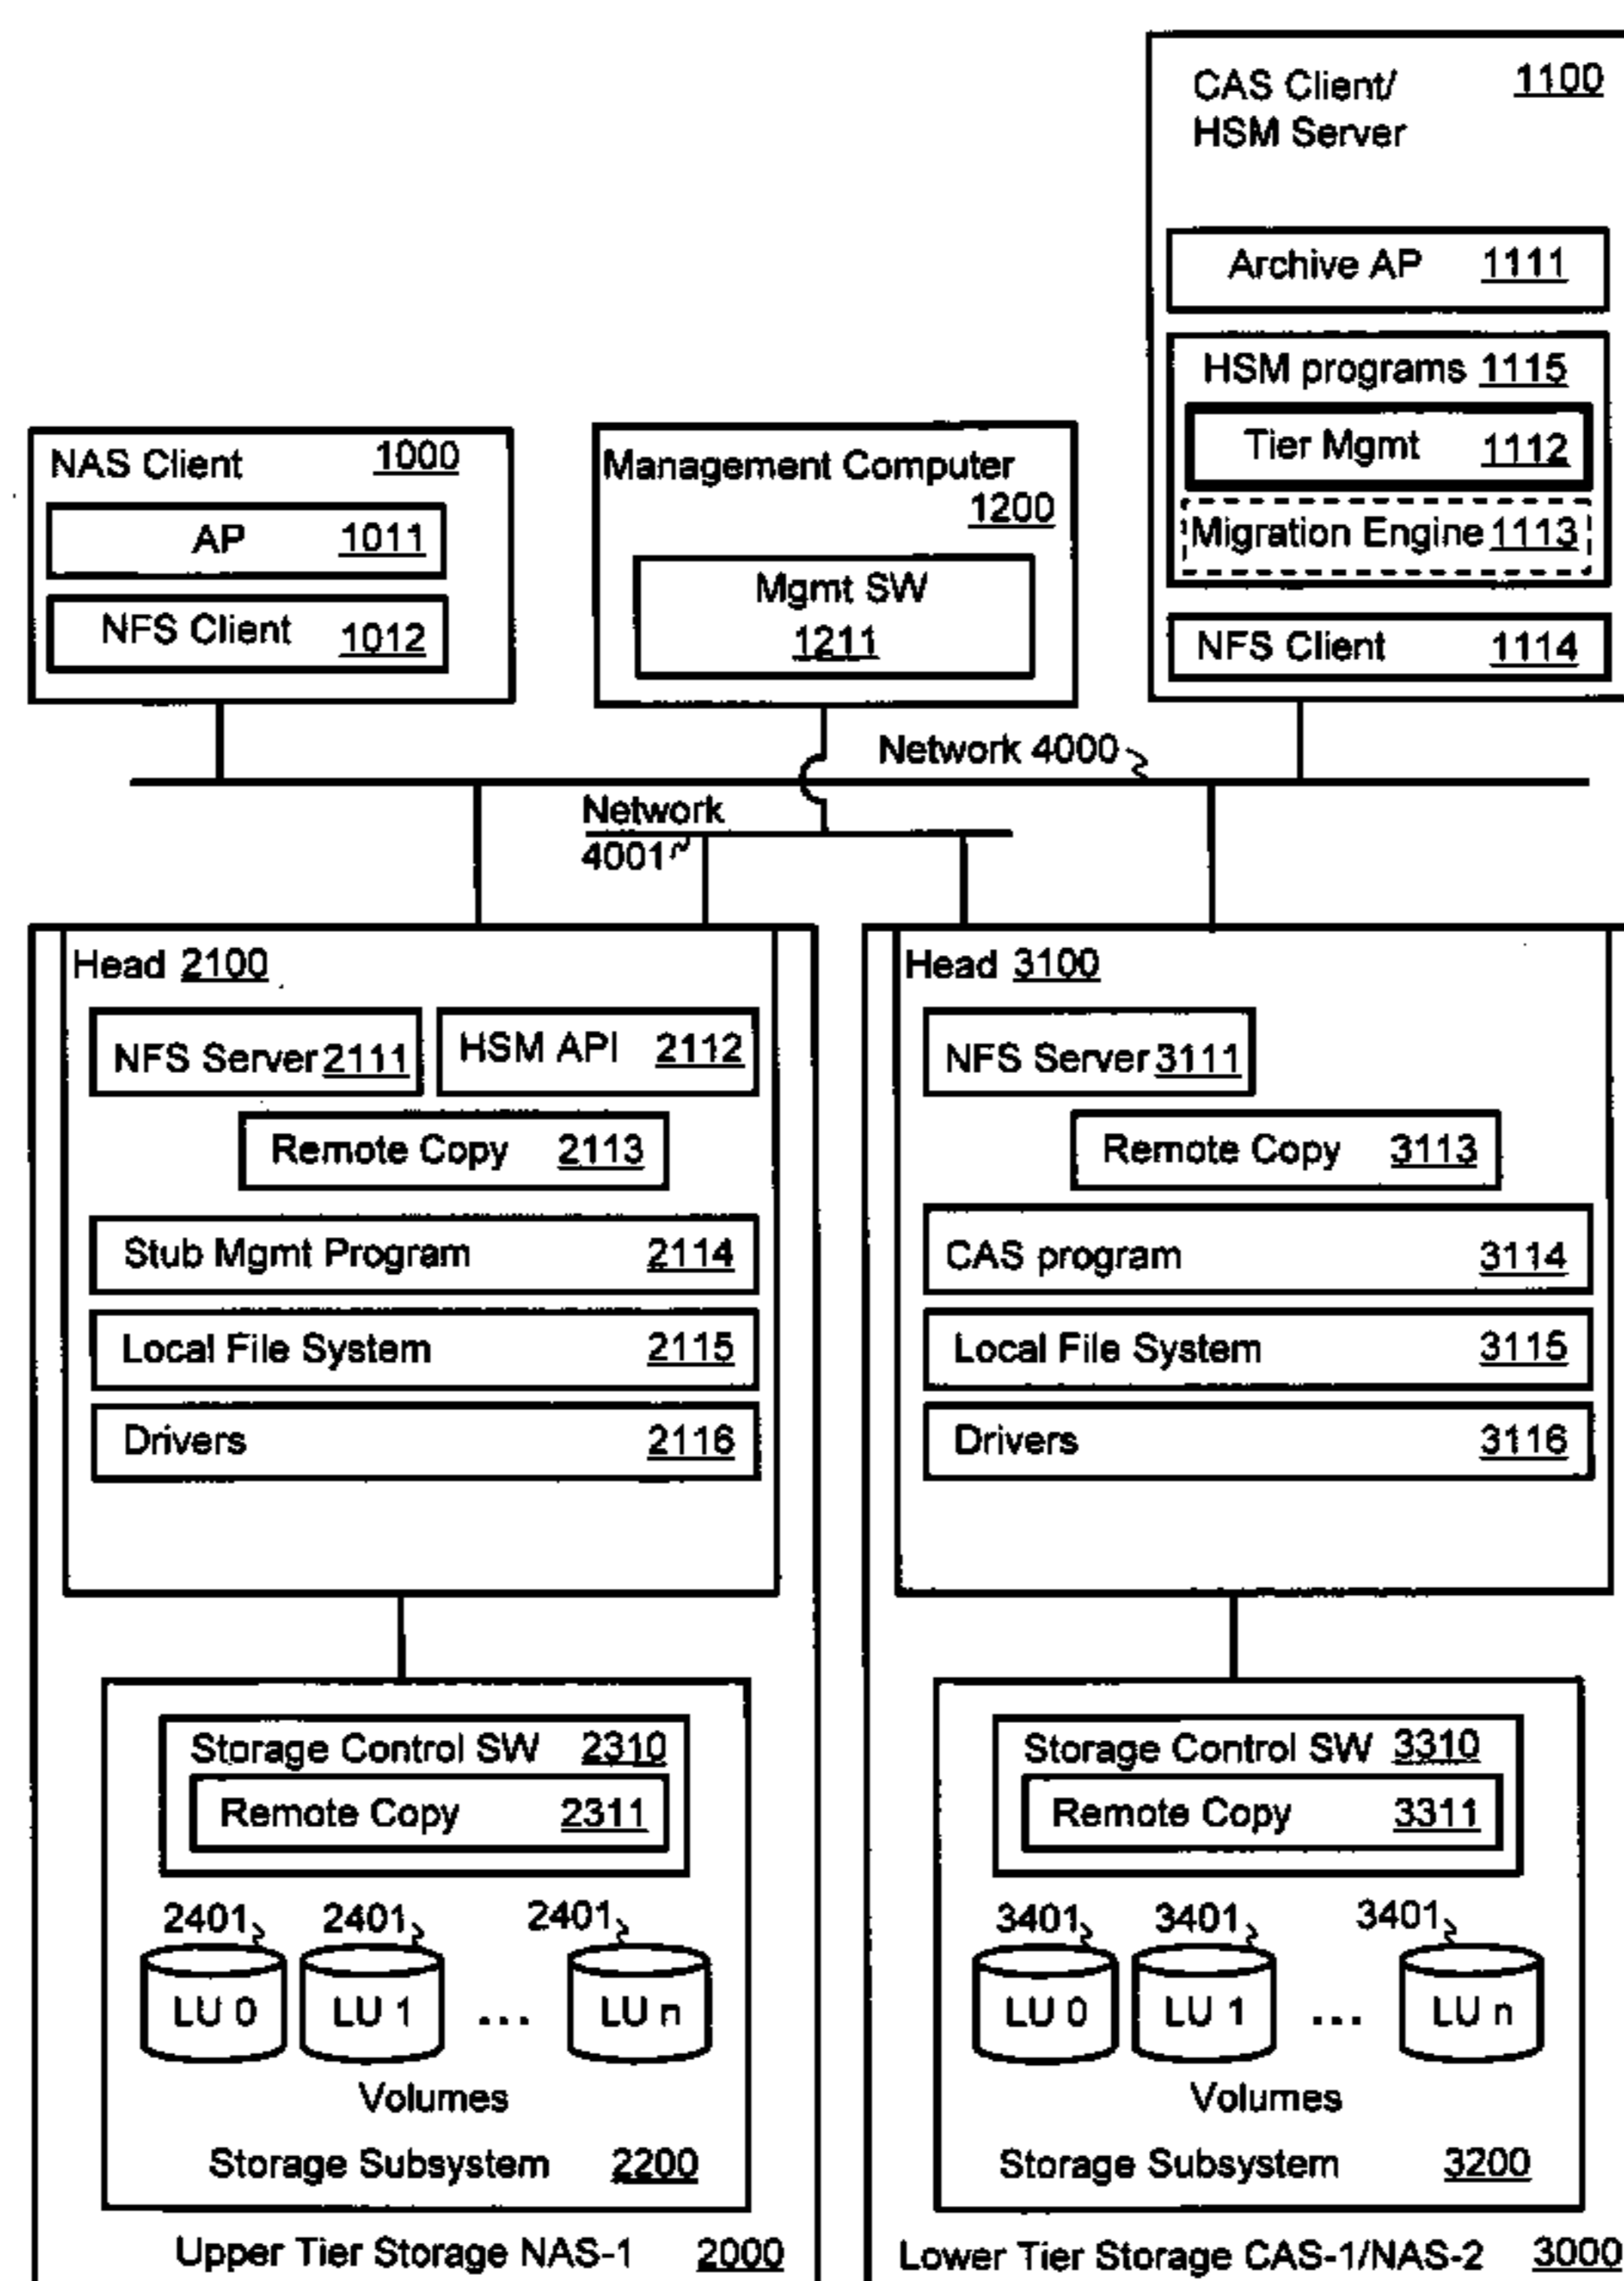 CAS Client/ 1100
HSM Server
Archive AP 1111
HSM programs 1115
Tier Mgmt 1112
Migration Engine 1113
NFS Client 1114
NAS Client 1000
AP 1011
NFS Client 1012
Management Computer
1200
Mgmt SW
1211
Network 4000
Network
4001
Head 2100
NFS Server 2111
HSM API 2112
Remote Copy 2113
Stub Mgmt Program 2114
Local File System 2115
Drivers 2116
Head 3100
NFS Server 3111
Remote Copy 3113
CAS program 3114
Local File System 3115
Drivers 3116
Storage Control SW 2310
Remote Copy 2311
2401 2401 2401
LU 0 LU 1 ... LU n
Volumes
Storage Subsystem 2200
Upper Tier Storage NAS-1 2000
Storage Control SW 3310
Remote Copy 3311
3401 3401 3401
LU 0 LU 1 ... LU n
Volumes
Storage Subsystem 3200
Lower Tier Storage CAS-1/NAS-2 3000